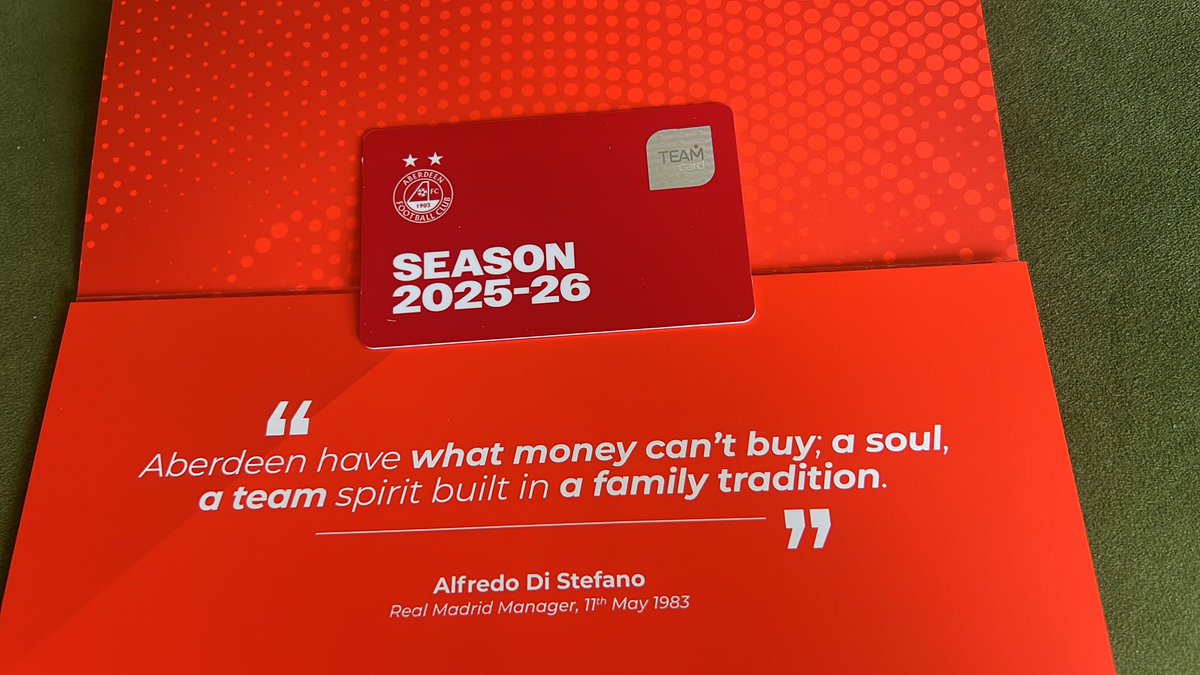 TEAM
card
ABERDEEN
FC
1903
FOOTBALL CLUB
SEASON
2025-26
“
Aberdeen have what money can’t buy; a soul,
a team spirit built in a family tradition.
”
Alfredo Di Stefano
Real Madrid Manager, 11th May 1983